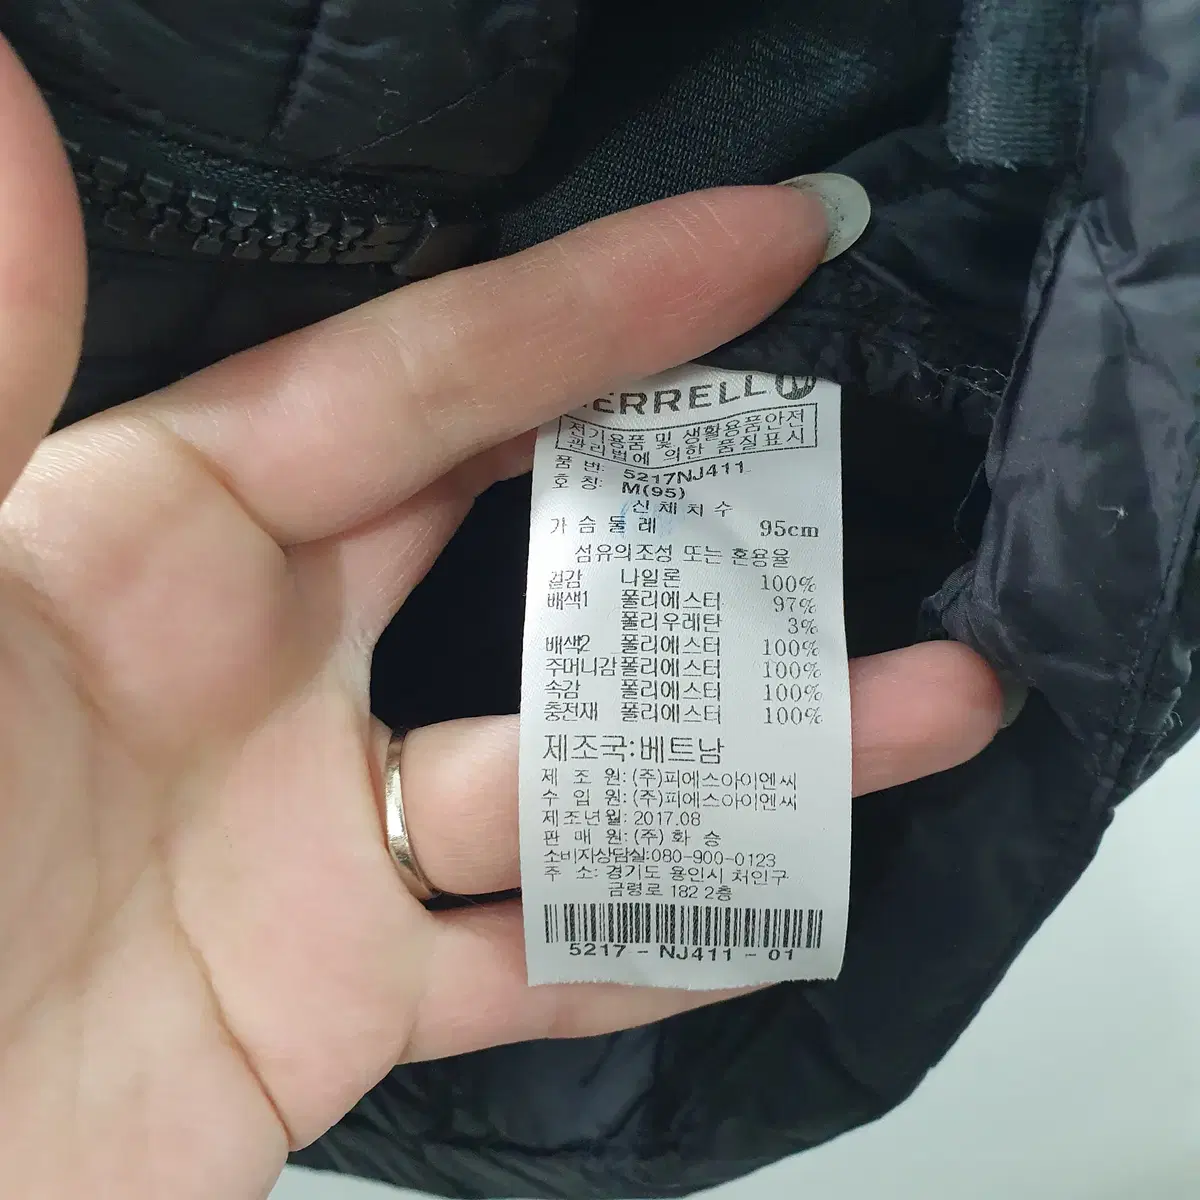 MERRELL
전기용품 및 생활용품안전
관리법에 의한 품질표시
품 번: 5217NJ411
호 칭: M(95)
신체치수
가슴둘레 95cm
섬유의조성 또는 혼용율
겉감 나일론 100%
배색1 폴리에스터 97%
폴리우레탄 3%
배색2 폴리에스터 100%
주머니감 폴리에스터 100%
속감 폴리에스터 100%
충전재 폴리에스터 100%
제조국:베트남
제 조 원: (주)피에스아이엔씨
수 입 원: (주)피에스아이엔씨
제조년월: 2017.08
판 매 원: (주) 화 승
소비자상담실:080-900-0123
주 소: 경기도 용인시 처인구
금령로 182 2층
5217 - NJ411 - 01